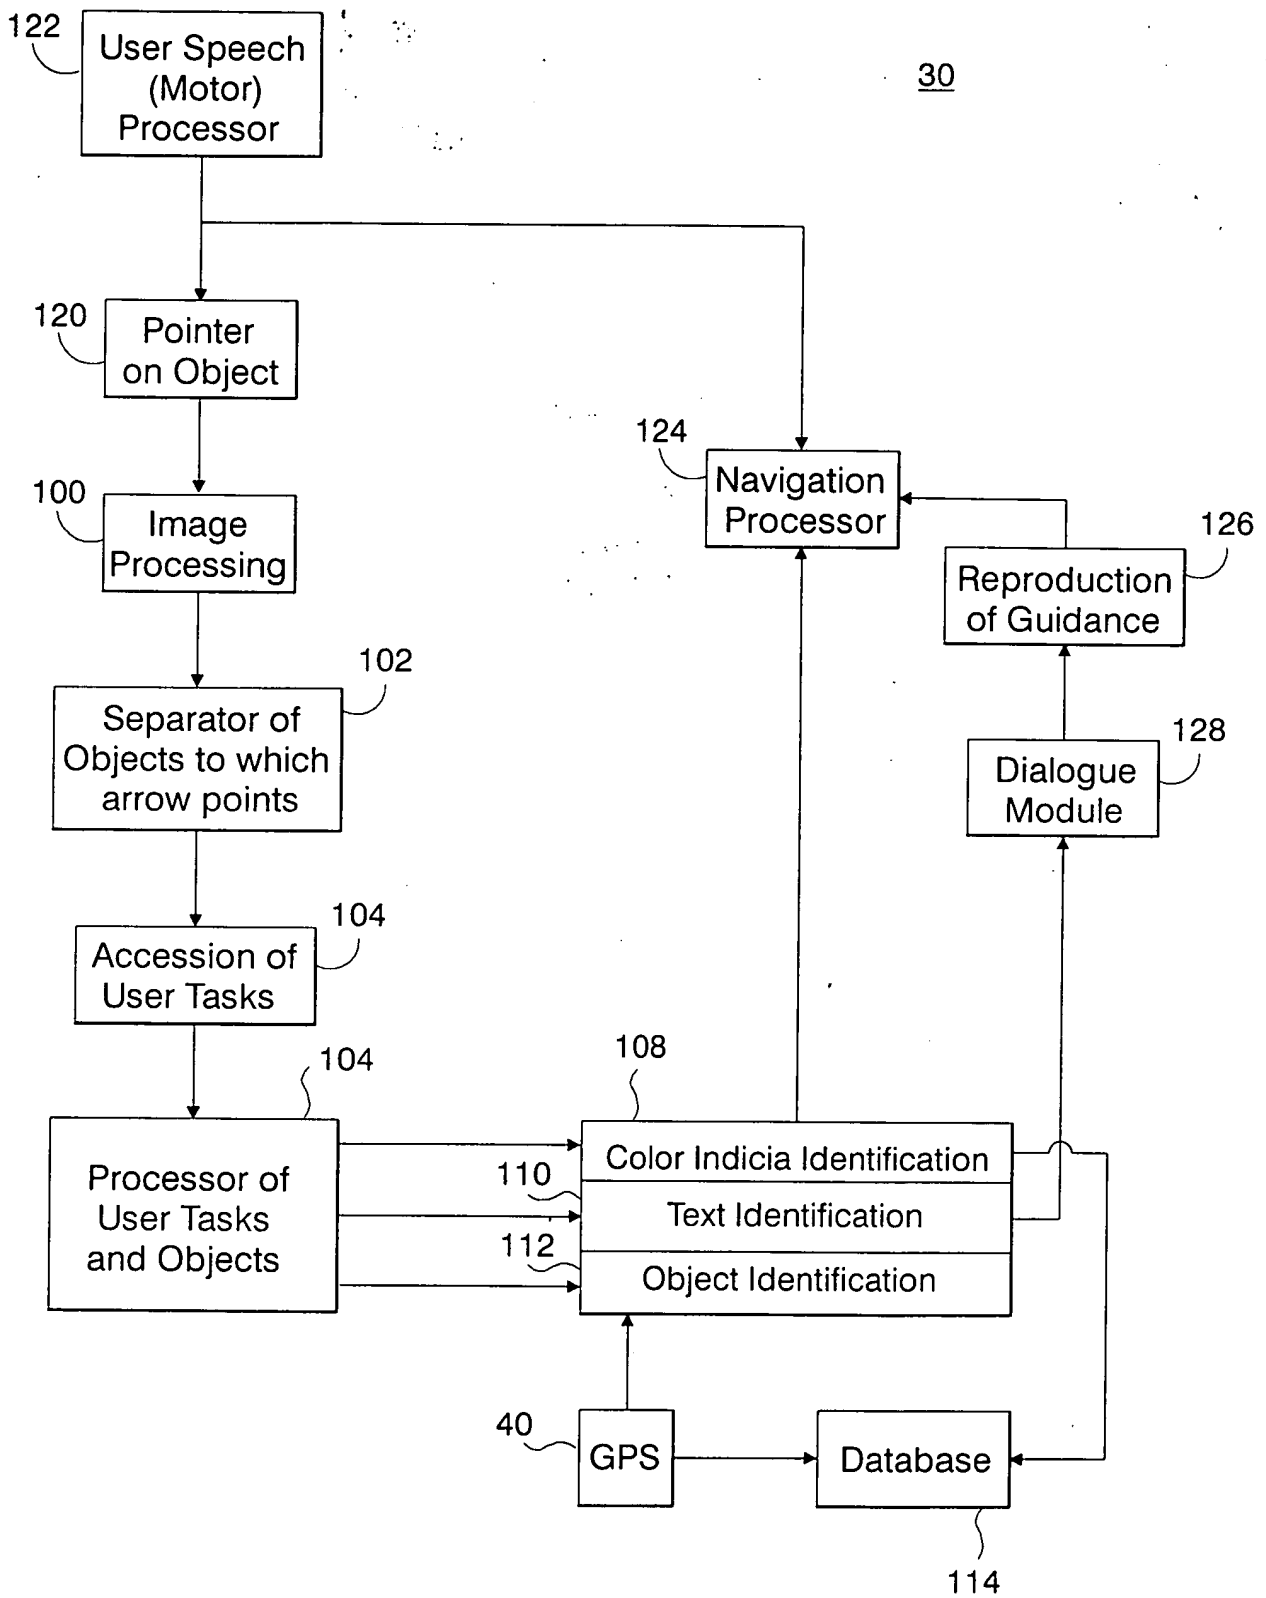 122
User Speech
(Motor)
Processor
30
120
Pointer
on Object
124
Navigation
Processor
100
Image
Processing
126
Reproduction
of Guidance
102
Separator of
Objects to which
arrow points
128
Dialogue
Module
104
Accession of
User Tasks
104
Processor of
User Tasks
and Objects
108
Color Indicia Identification
110
Text Identification
112
Object Identification
40
GPS
Database
114